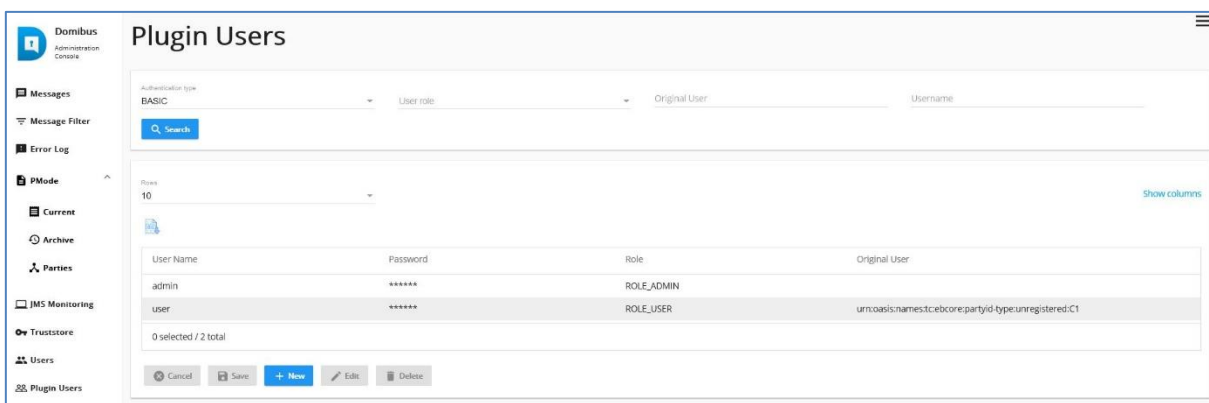 Domibus
Administration
Console
Messages
Message Filter
Error Log
PMode
Current
Archive
Parties
JMS Monitoring
Truststore
Users
Plugin Users
Plugin Users
Authentication type
BASIC
User role
Original User
Username
Search
Rows
10
Show columns
User Name Password Role Original User
admin ****** ROLE_ADMIN
user ****** ROLE_USER urn:oasis:names:tc:ebcore:partyid-type:unregistered:C1
0 selected / 2 total
Cancel Save + New Edit Delete